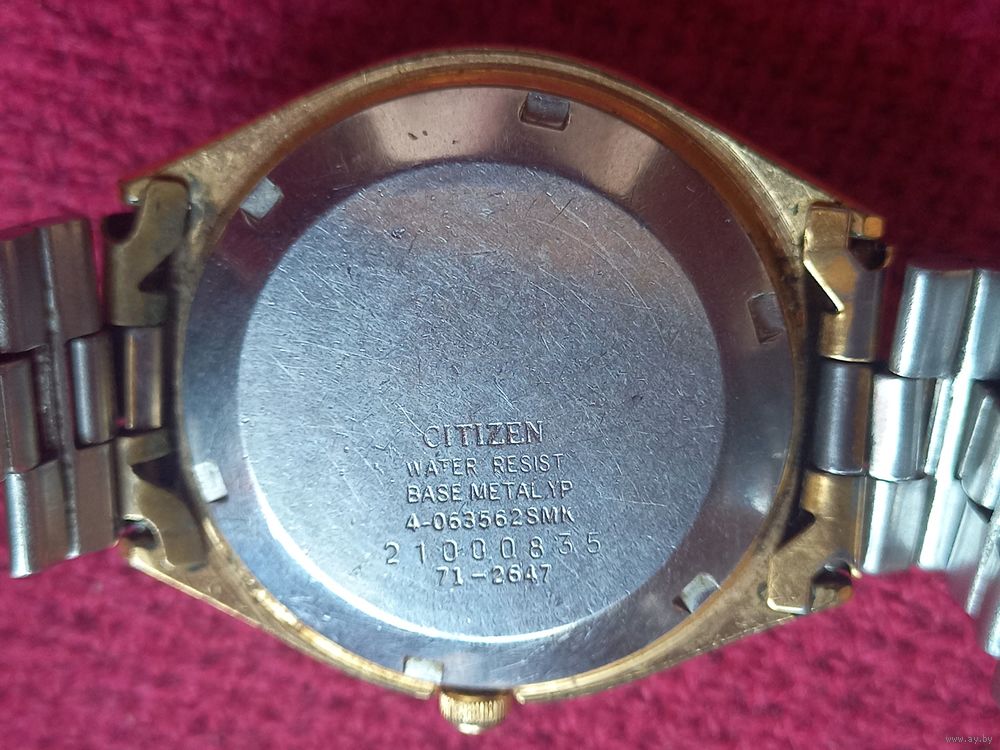 CITIZEN
WATER RESIST
BASE METAL YP
4-063562SMK
21000835
71-2647
www.ay.by